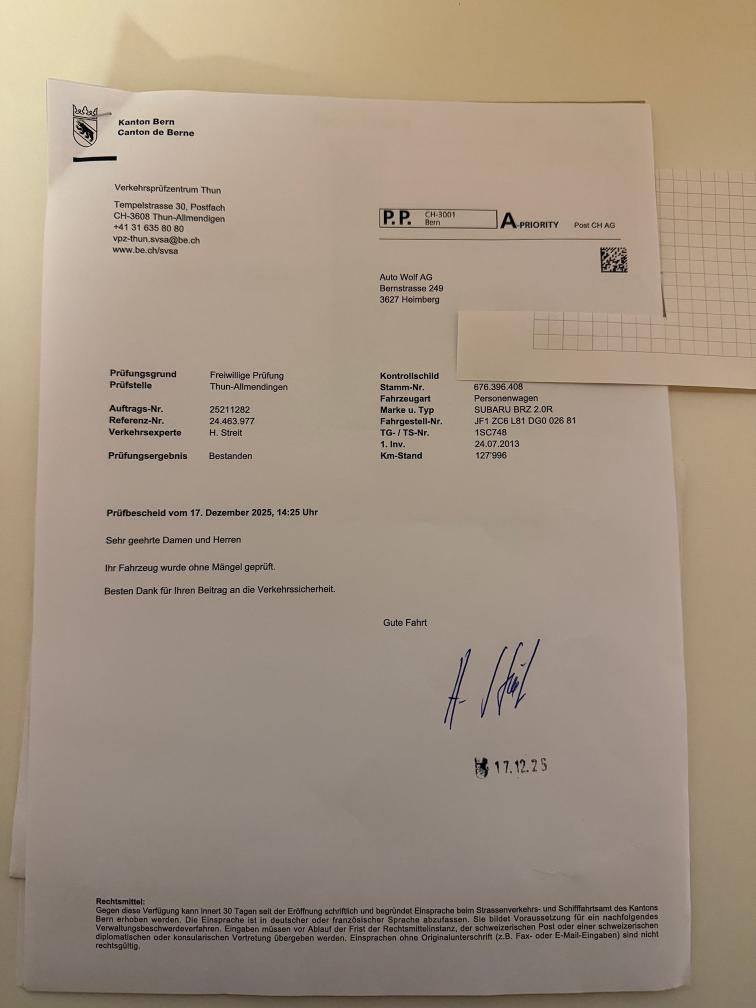 Kanton Bern
Canton de Berne
Verkehrsprüfzentrum Thun
Tempelstrasse 30, Postfach
CH-3608 Thun-Allmendigen
+41 31 635 80 80
vpz-thun.svsa@be.ch
www.be.ch/svsa
P.P. CH-3001
Bern
A-PRIORITY Post CH AG
Auto Wolf AG
Bernstrasse 249
3627 Heimberg
Prüfungsgrund Freiwillige Prüfung
Prüfstelle Thun-Allmendingen
Auftrags-Nr. 25211282
Referenz-Nr. 24.463.977
Verkehrsexperte H. Streit
Prüfungsergebnis Bestanden
Kontrollschild
Stamm-Nr. 676.396.408
Fahrzeugart Personenwagen
Marke u. Typ SUBARU BRZ 2.0R
Fahrgestell-Nr. JF1 ZC6 L81 DG0 026 81
TG- / TS-Nr. 1SC748
1. Inv. 24.07.2013
Km-Stand 127'996
Prüfbescheid vom 17. Dezember 2025, 14:25 Uhr
Sehr geehrte Damen und Herren
Ihr Fahrzeug wurde ohne Mängel geprüft.
Besten Dank für Ihren Beitrag an die Verkehrssicherheit.
Gute Fahrt
17.12.25
Rechtsmittel:
Gegen diese Verfügung kann innert 30 Tagen seit der Eröffnung schriftlich und begründet Einsprache beim Strassenverkehrs- und Schifffahrtsamt des Kantons
Bern erhoben werden. Die Einsprache ist in deutscher oder französischer Sprache abzufassen. Sie bildet Voraussetzung für ein nachfolgendes
Verwaltungsbeschwerdeverfahren. Eingaben müssen vor Ablauf der Frist der Rechtsmittelinstanz, der schweizerischen Post oder einer schweizerischen
diplomatischen oder konsularischen Vertretung übergeben werden. Einsprachen ohne Originalunterschrift (z.B. Fax- oder E-Mail-Eingaben) sind nicht
rechtsgültig.